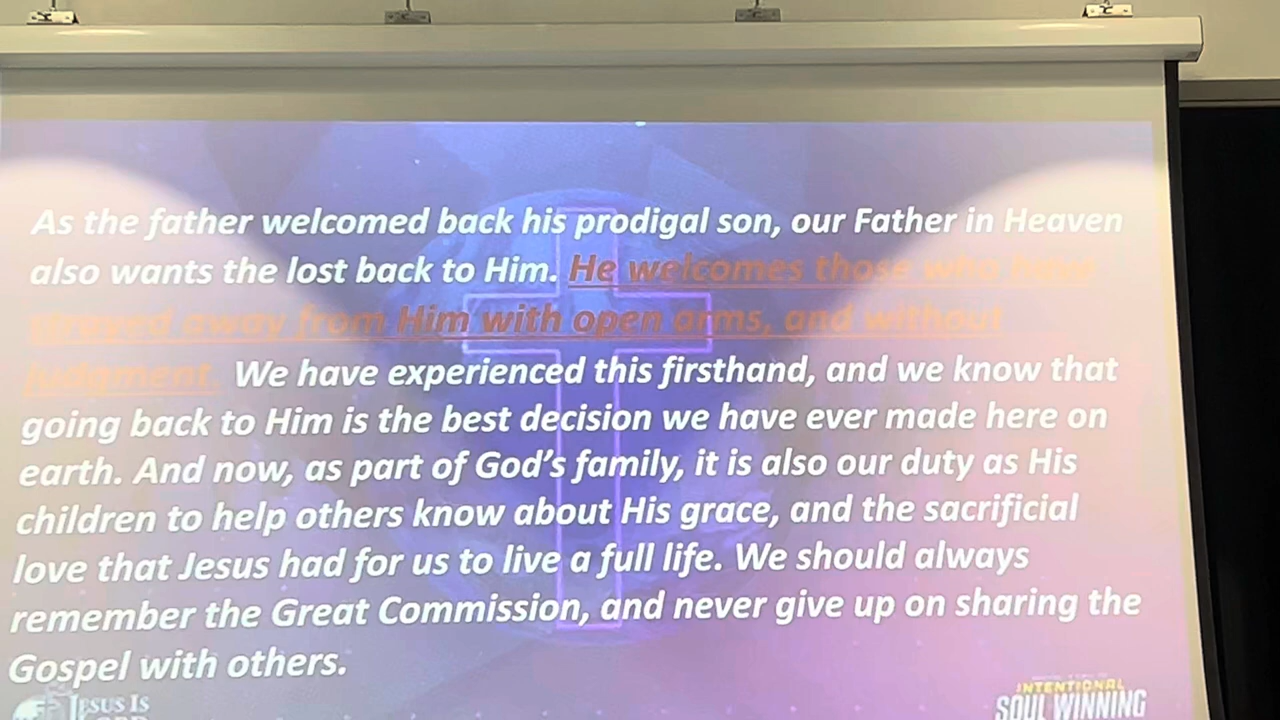 As the father welcomed back his prodigal son, our Father in Heaven
also wants the lost back to Him. He welcomes those who have
strayed away from Him with open arms, and without
judgment. We have experienced this firsthand, and we know that
going back to Him is the best decision we have ever made here on
earth. And now, as part of God's family, it is also our duty as His
children to help others know about His grace, and the sacrificial
love that Jesus had for us to live a full life. We should always
remember the Great Commission, and never give up on sharing the
Gospel with others.
JESUS IS
LORD
INTENTIONAL
SOUL WINNING